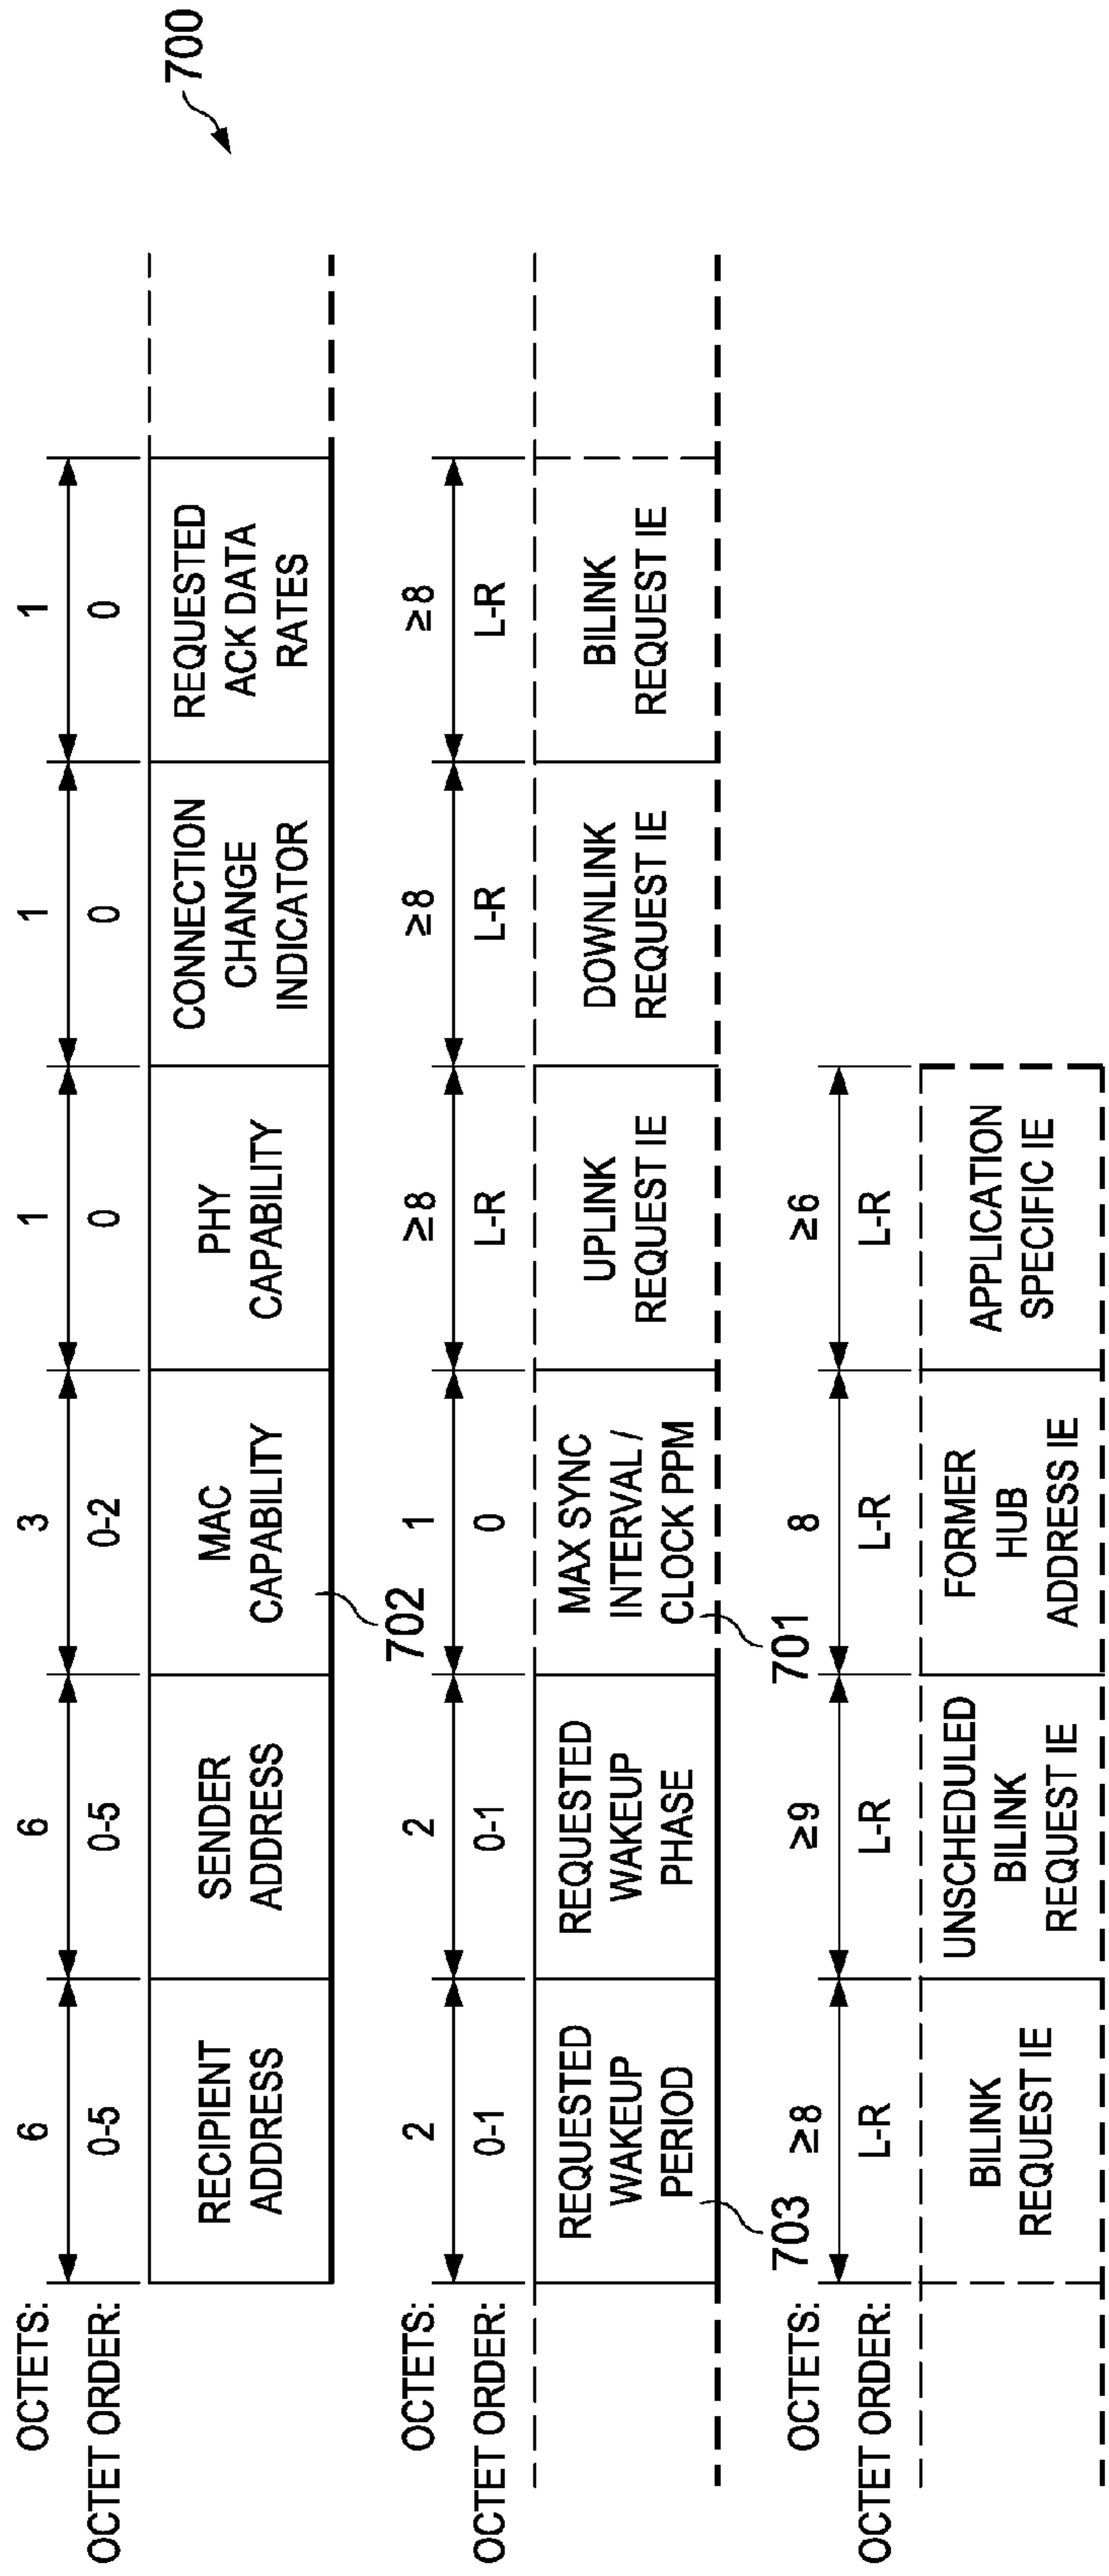 700
OCTETS: 6 6 3 1 1 1
OCTET ORDER: 0-5 0-5 0-2 0 0 0
RECIPIENT
ADDRESS
SENDER
ADDRESS
MAC
CAPABILITY
702
PHY
CAPABILITY
CONNECTION
CHANGE
INDICATOR
REQUESTED
ACK DATA
RATES
OCTETS: 2 2 1 ≥8 ≥8 ≥8
OCTET ORDER: 0-1 0-1 0 L-R L-R L-R
REQUESTED
WAKEUP
PERIOD
703
REQUESTED
WAKEUP
PHASE
MAX SYNC
INTERVAL /
CLOCK PPM
701
UPLINK
REQUEST IE
DOWNLINK
REQUEST IE
BILINK
REQUEST IE
OCTETS: ≥8 ≥9 8 ≥6
OCTET ORDER: L-R L-R L-R L-R
BILINK
REQUEST IE
UNSCHEDULED
BILINK
REQUEST IE
FORMER
HUB
ADDRESS IE
APPLICATION
SPECIFIC IE